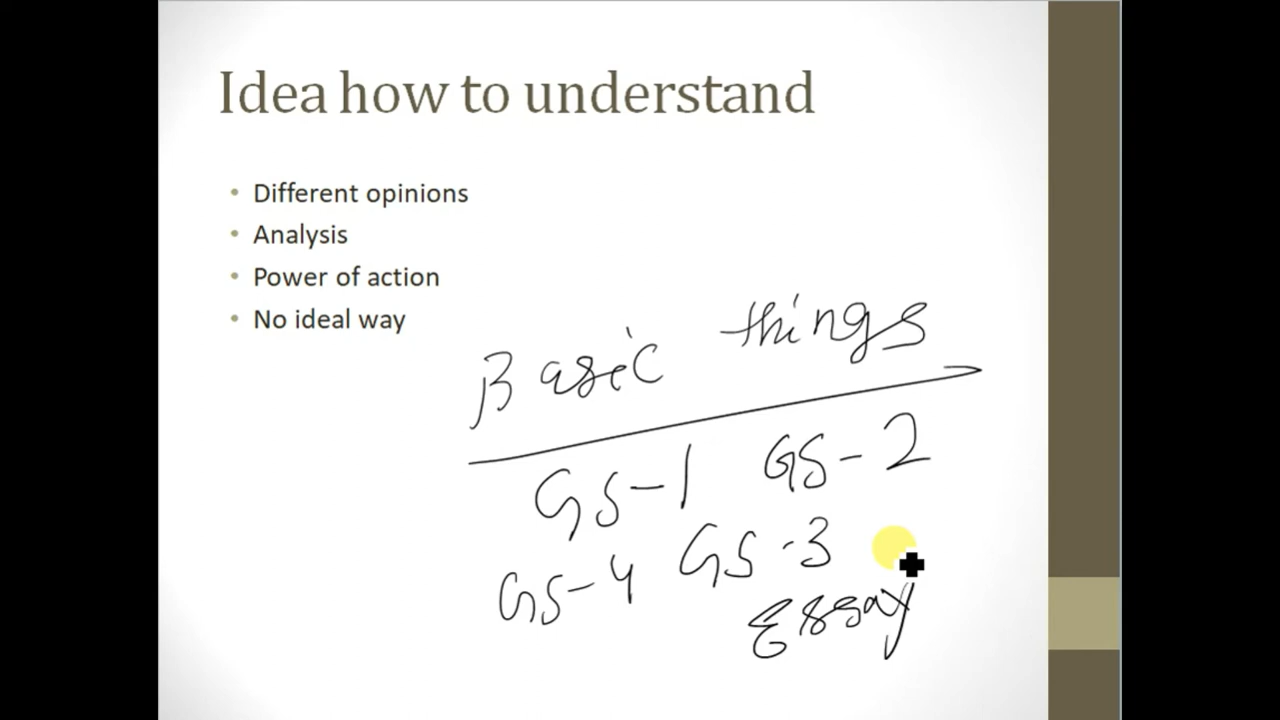 Idea how to understand
• Different opinions
• Analysis
• Power of action
• No ideal way
Basic things
GS-1 GS-2
GS-4 GS-3
Essay